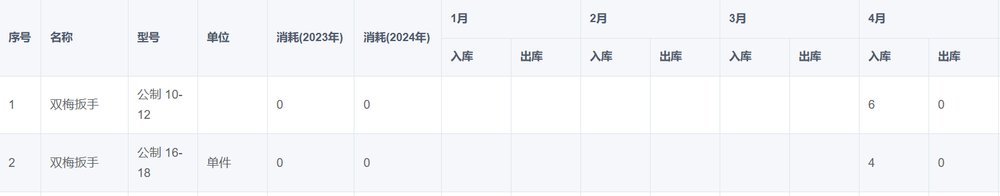 序号 名称 型号 单位 消耗(2023年) 消耗(2024年) 1月 2月 3月 4月
入库 出库 入库 出库 入库 出库 入库 出库
1 双梅扳手 公制 10-
12 0 0 6 0
2 双梅扳手 公制 16-
18 单件 0 0 4 0